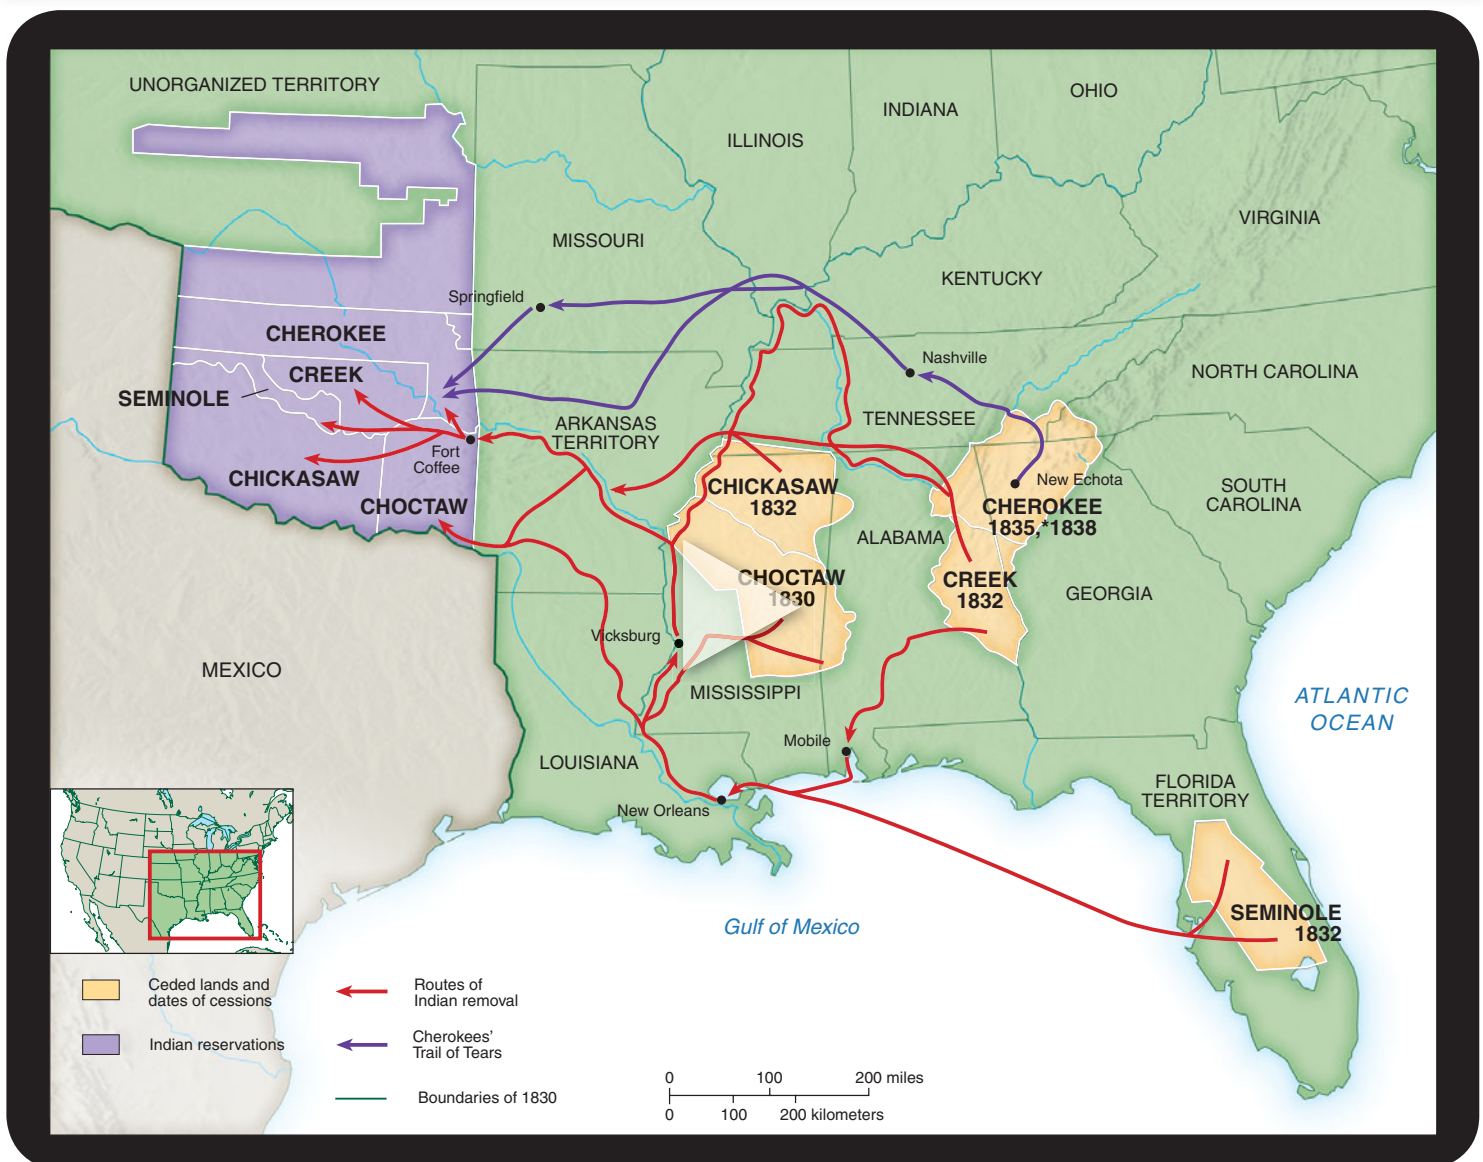 UNORGANIZED TERRITORY
ILLINOIS
INDIANA
OHIO
VIRGINIA
MISSOURI
KENTUCKY
Springfield
CHEROKEE
CREEK
SEMINOLE
Nashville
NORTH CAROLINA
TENNESSEE
ARKANSAS
TERRITORY
Fort
Coffee
CHICKASAW
CHOCTAW
CHICKASAW
1832
New Echota
CHEROKEE
1835,*1838
SOUTH
CAROLINA
ALABAMA
CHOCTAW
1830
CREEK
1832
GEORGIA
Vicksburg
MEXICO
MISSISSIPPI
ATLANTIC
OCEAN
Mobile
LOUISIANA
New Orleans
FLORIDA
TERRITORY
SEMINOLE
1832
Gulf of Mexico
Ceded lands and
dates of cessions
Indian reservations
Routes of
Indian removal
Cherokees'
Trail of Tears
Boundaries of 1830
0 100 200 miles
0 100 200 kilometers